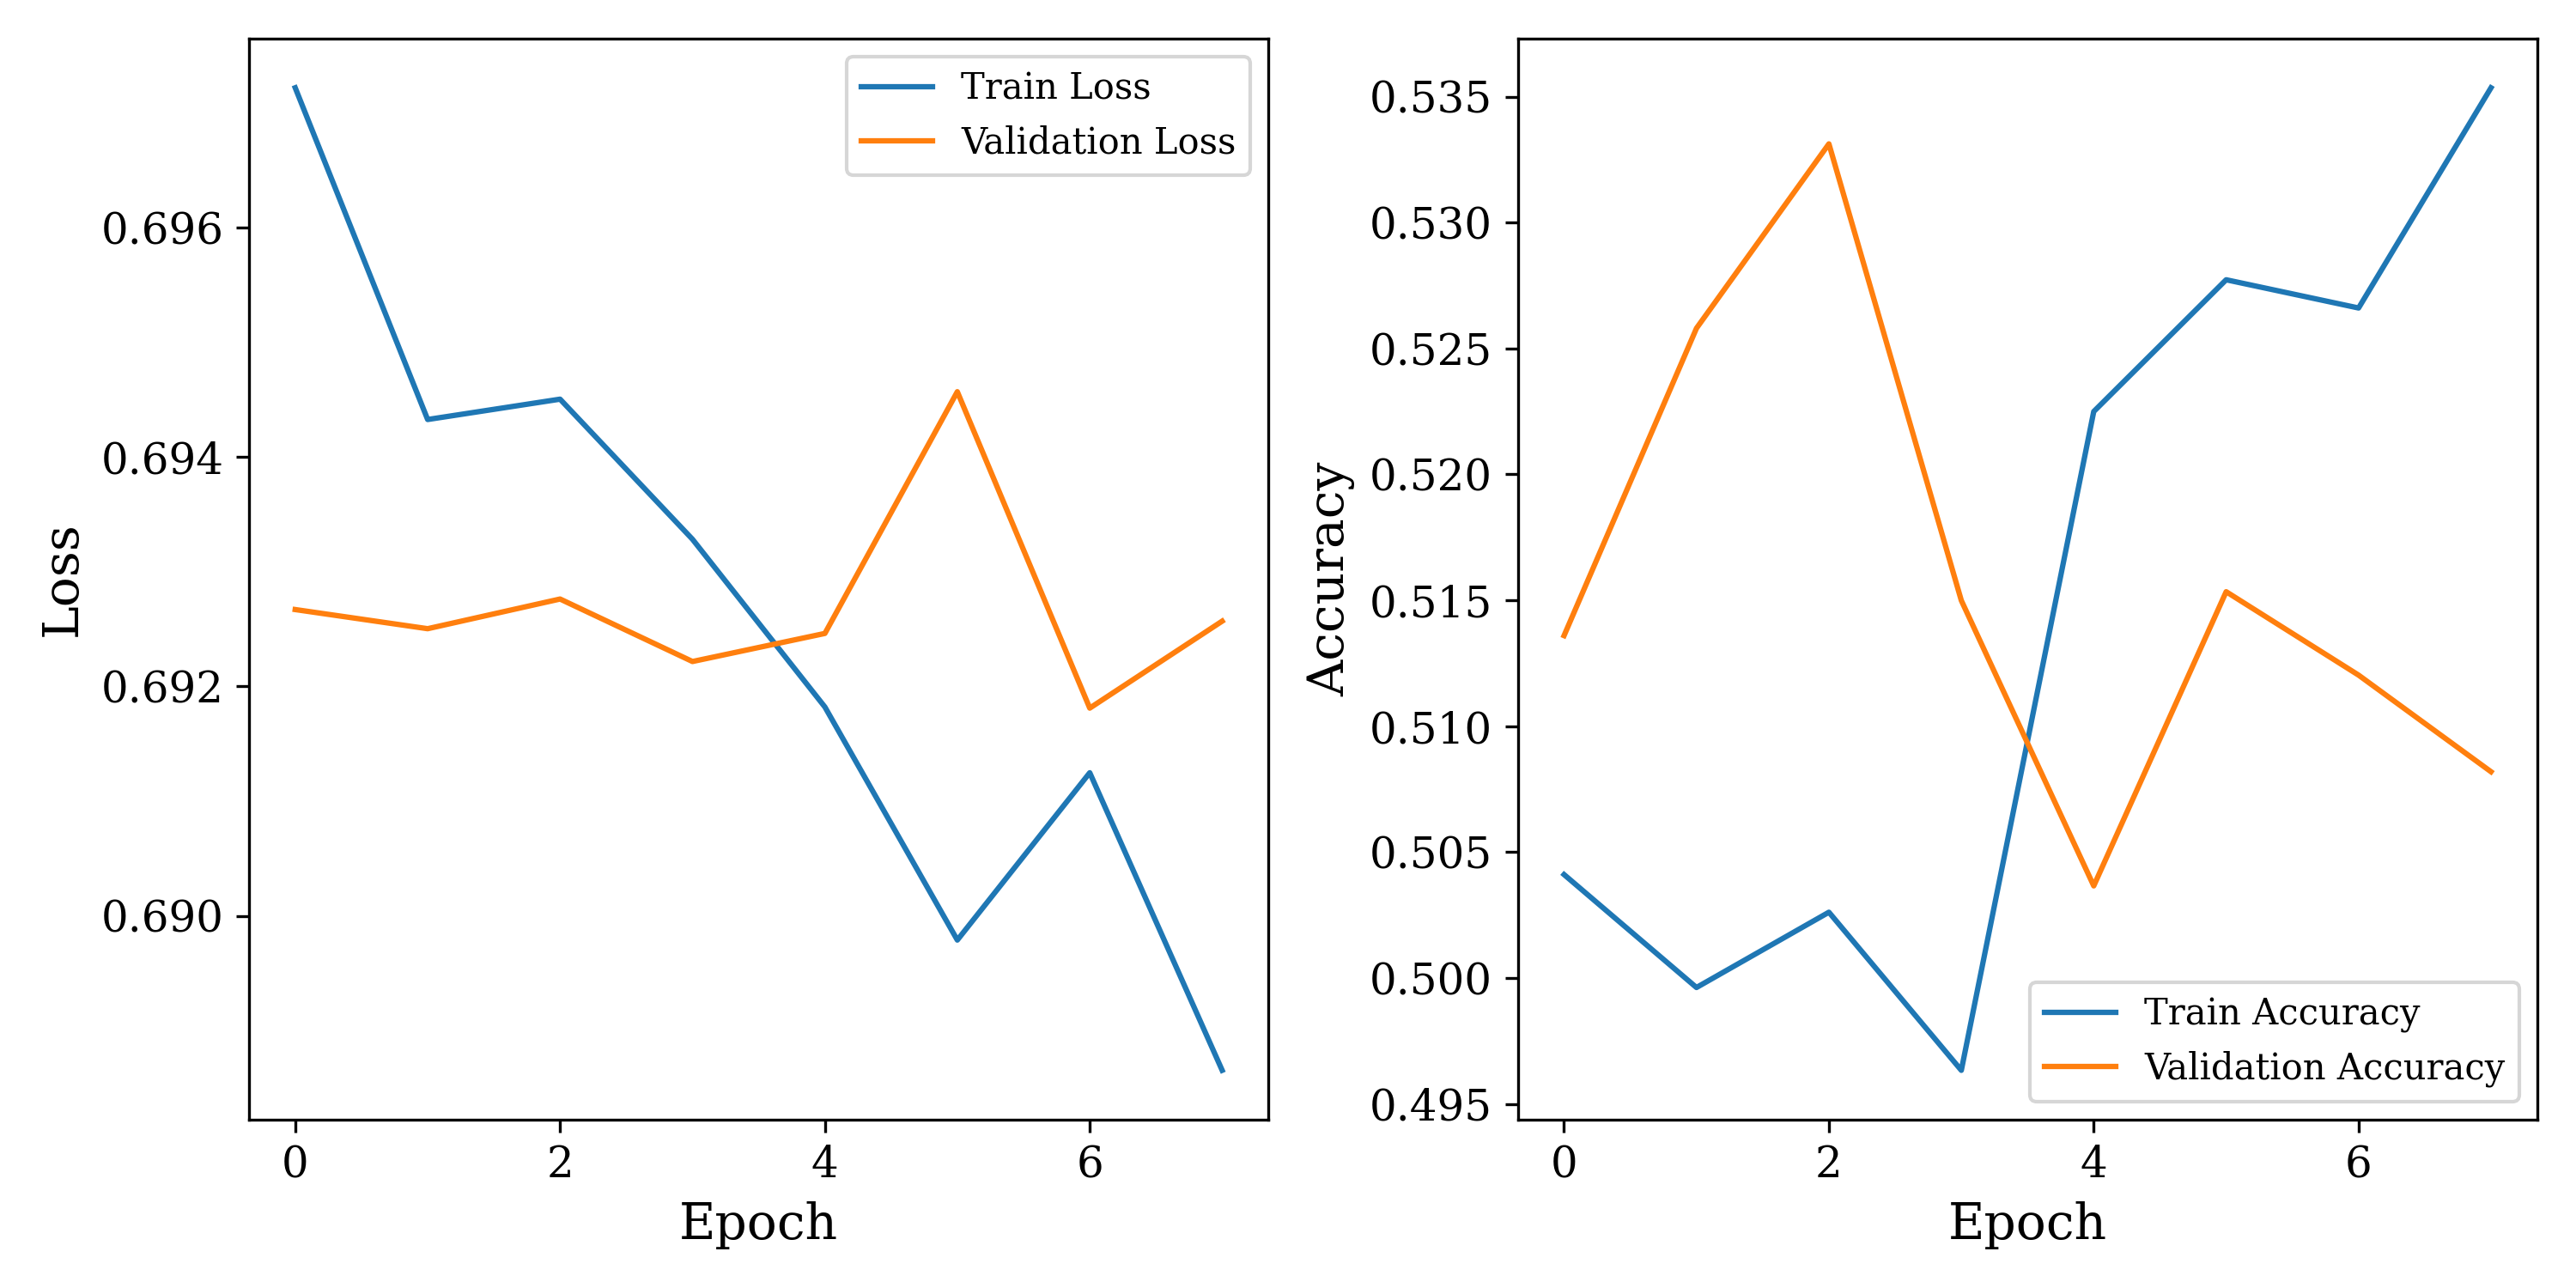 Loss
0.696
0.694
0.692
0.690
0 2 4 6
Epoch
Train Loss
Validation Loss
Accuracy
0.535
0.530
0.525
0.520
0.515
0.510
0.505
0.500
0.495
0 2 4 6
Epoch
Train Accuracy
Validation Accuracy